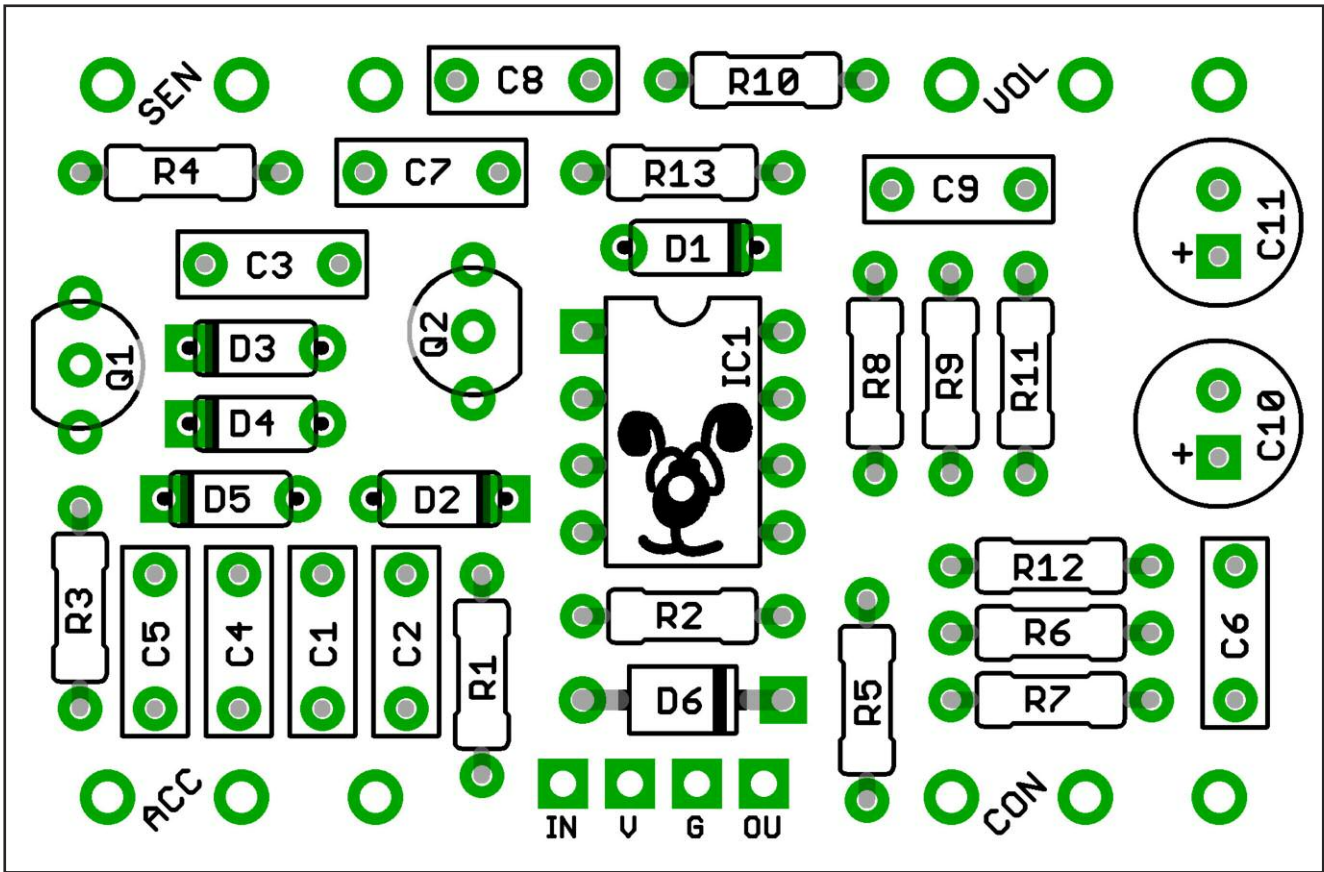 SEN
C8
R10
VOL
R4
C7
R13
C9
C11
+
C3
D1
Q1
D3
Q2
IC1
R8
R9
R11
D4
C10
+
D5
D2
R3
C5
C4
C1
C2
R1
R2
R12
R6
C6
D6
R5
R7
ACC
IN V G OU
CON